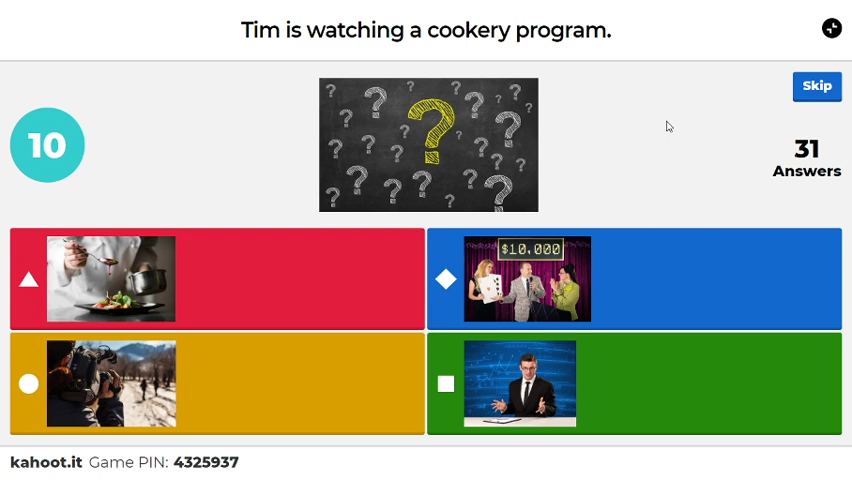 Tim is watching a cookery program.
Skip
10
31
Answers
$10,000
kahoot.it Game PIN: 4325937